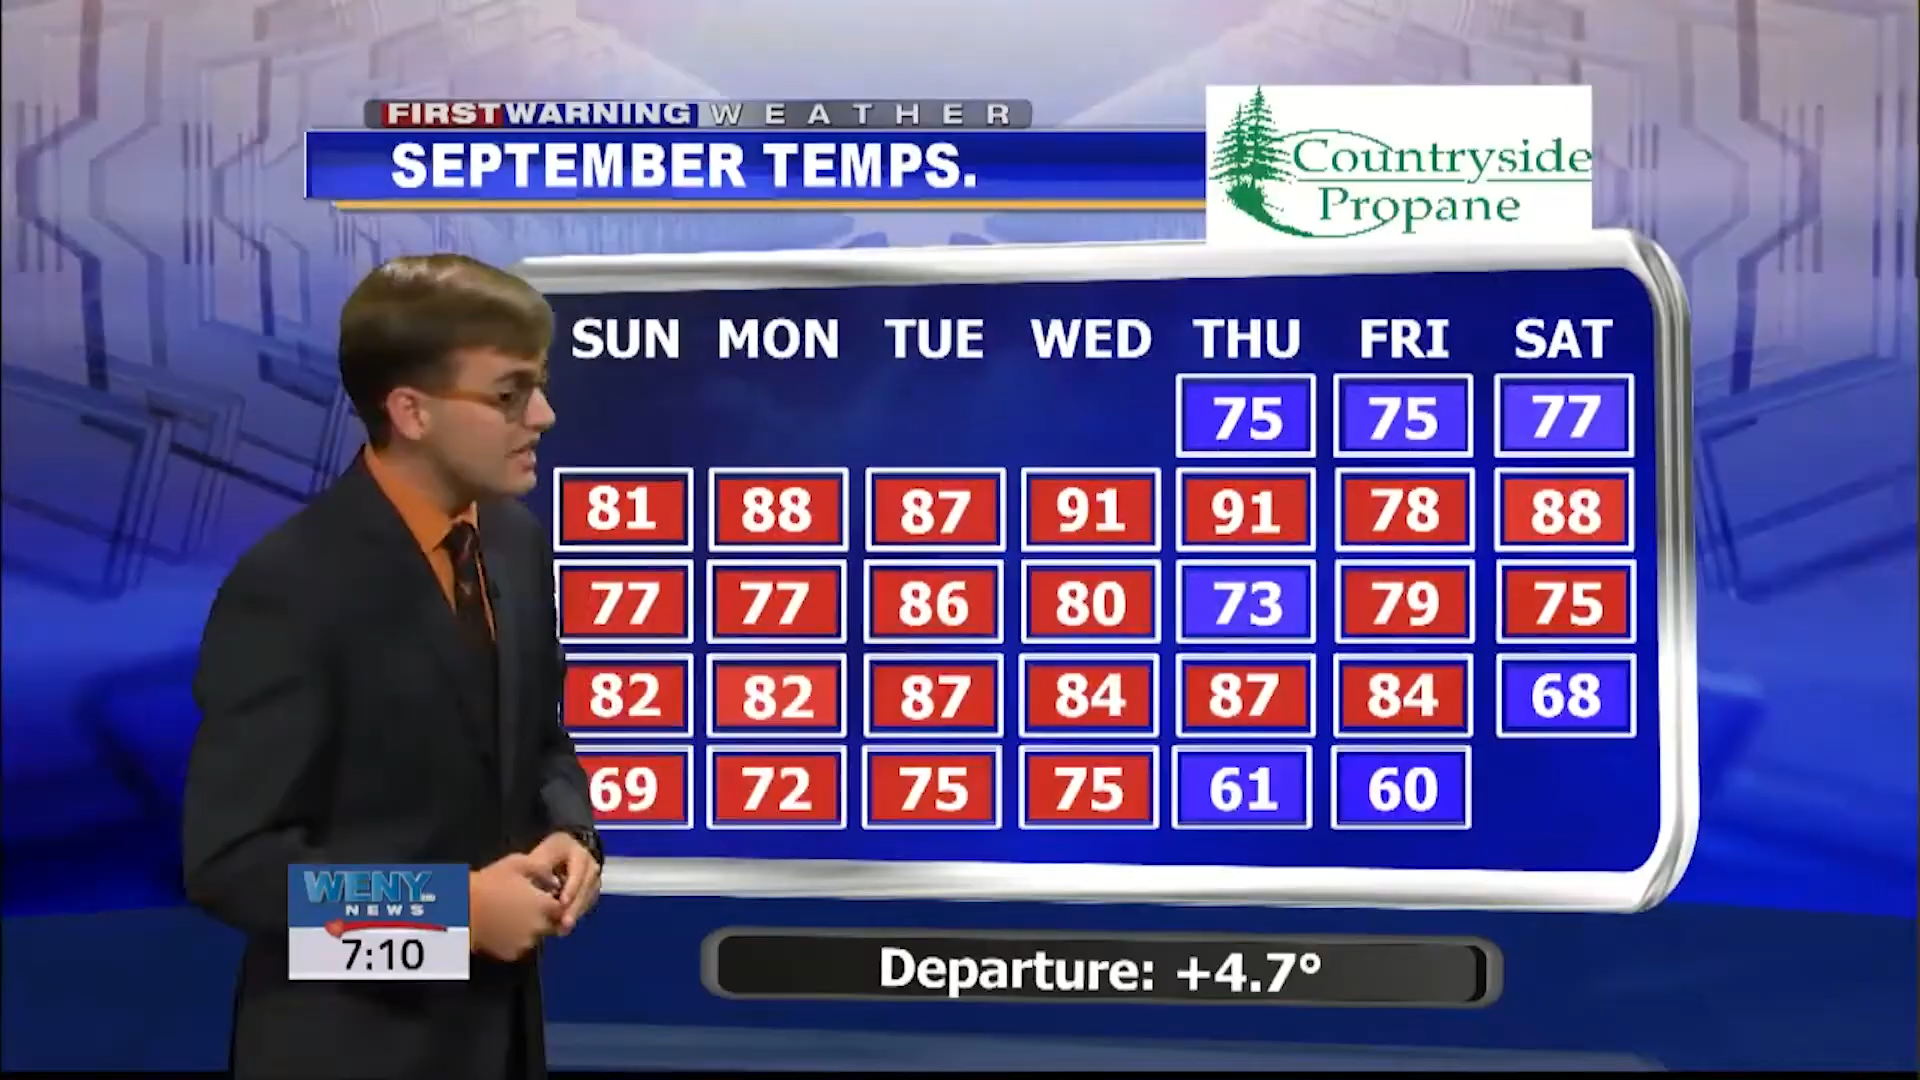 FIRST WARNING WEATHER
SEPTEMBER TEMPS.
Countryside
Propane
SUN MON TUE WED THU FRI SAT
75 75 77
81 88 87 91 91 78 88
77 77 86 80 73 79 75
82 82 87 84 87 84 68
69 72 75 75 61 60
WENY
NEWS
7:10
Departure: +4.7°